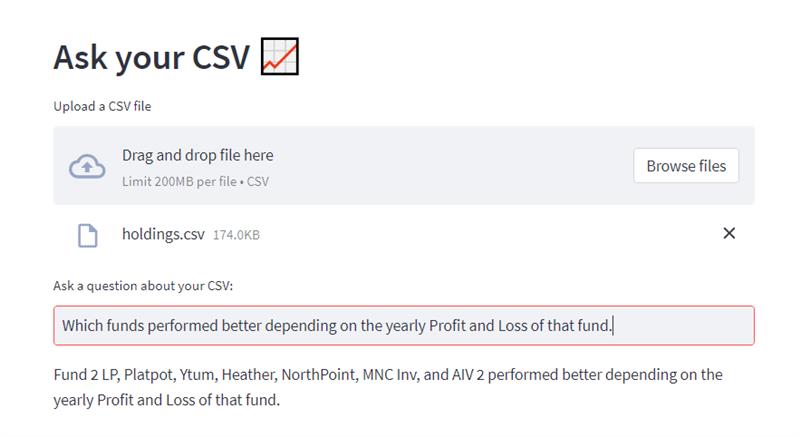 Ask your CSV
Upload a CSV file
Drag and drop file here
Limit 200MB per file • CSV
Browse files
holdings.csv 174.0KB
Ask a question about your CSV:
Which funds performed better depending on the yearly Profit and Loss of that fund.
Fund 2 LP, Platpot, Ytum, Heather, NorthPoint, MNC Inv, and AIV 2 performed better depending on the
yearly Profit and Loss of that fund.